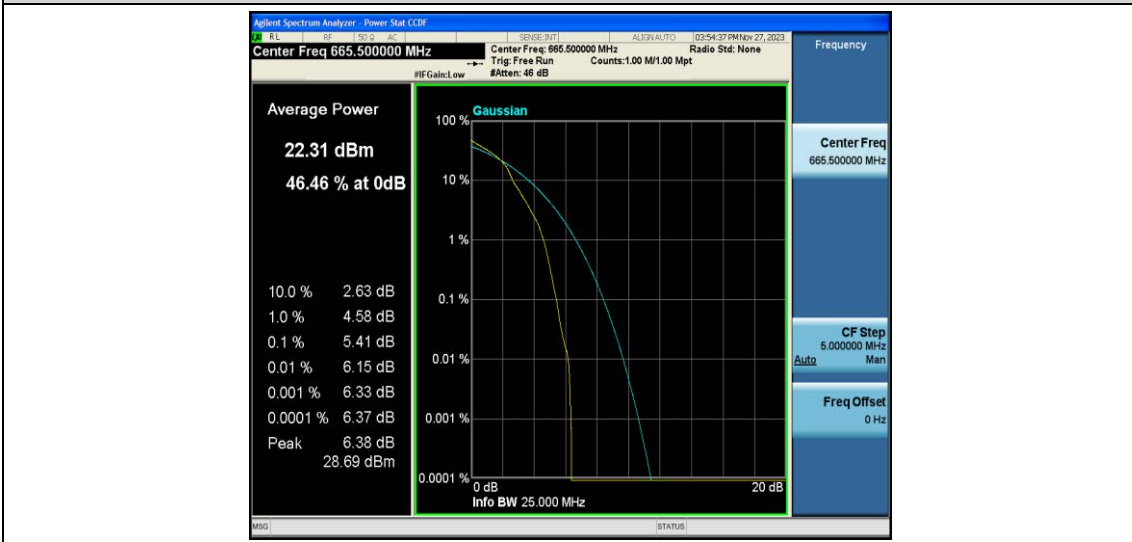 Agilent Spectrum Analyzer - Power Stat CCDF
LXI RL RF 50 Ω AC SENSE:INT ALIGN AUTO 03:54:37 PM Nov 27, 2023
Center Freq 665.500000 MHz
Center Freq: 665.500000 MHz Radio Std: None
Trig: Free Run Counts:1.00 M/1.00 Mpt
#IFGain:Low #Atten: 46 dB
Frequency
Average Power
22.31 dBm
46.46 % at 0dB
10.0 % 2.63 dB
1.0 % 4.58 dB
0.1 % 5.41 dB
0.01 % 6.15 dB
0.001 % 6.33 dB
0.0001 % 6.37 dB
Peak 6.38 dB
28.69 dBm
Gaussian
100 %
10 %
1 %
0.1 %
0.01 %
0.001 %
0.0001 %
0 dB 20 dB
Info BW 25.000 MHz
Center Freq
665.500000 MHz
CF Step
5.000000 MHz
Auto Man
Freq Offset
0 Hz
MSG STATUS